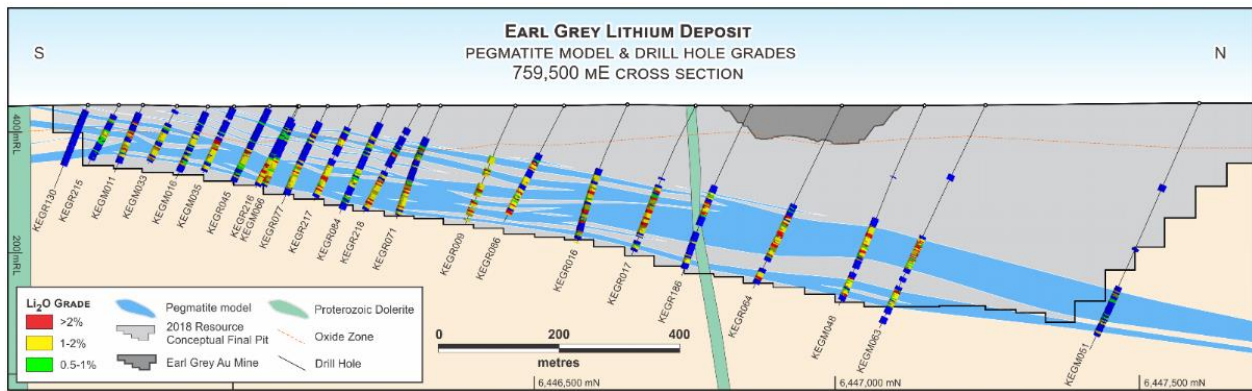 EARL GREY LITHIUM DEPOSIT
PEGMATITE MODEL & DRILL HOLE GRADES
759,500 mE CROSS SECTION
S
N
400|mRL
200|mRL
KEGR130
KEGR215
KEGM011
KEGM033
KEGM016
KEGM035
KEGR045
KEGR216
KEGM066
KEGR077
KEGR217
KEGR084
KEGR218
KEGR071
KEGR009
KEGR086
KEGR016
KEGR017
KEGR186
KEGR064
KEGM048
KEGM063
KEGM051
Li₂O GRADE
>2%
1-2%
0.5-1%
Pegmatite model
2018 Resource
Conceptual Final Pit
Earl Grey Au Mine
Proterozoic Dolerite
Oxide Zone
Drill Hole
0 200 400
metres
6,446,500 mN
6,447,000 mN
6,447,500 mN